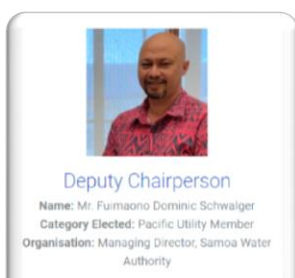 Deputy Chairperson
Name: Mr. Fuimaono Dominic Schwalger
Category Elected: Pacific Utility Member
Organisation: Managing Director, Samoa Water
Authority